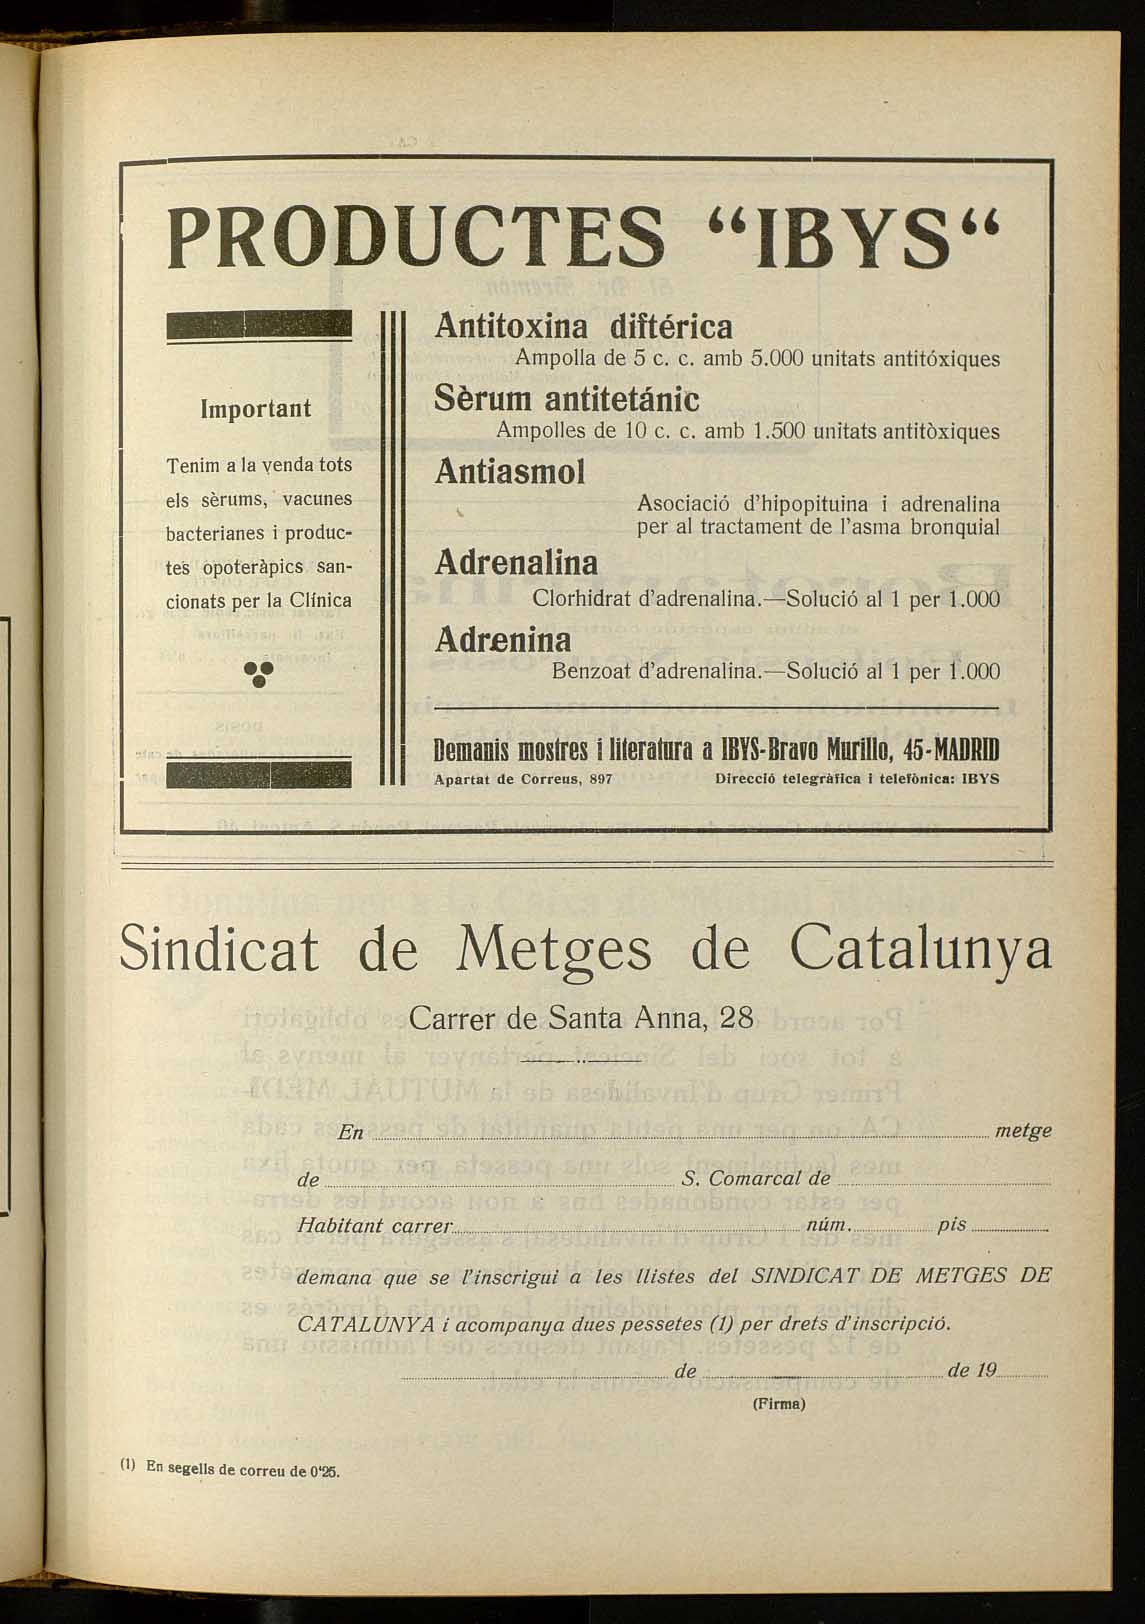 PRODUCTES “IBYS“
Important
Tenim a la venda tots
els sèrums, vacunes
bacterianes i produc-
tes opoteràpics san-
cionats per la Clínica
Antitoxina diftérica
Ampolla de 5 c. c. amb 5.000 unitats antitóxiques
Sèrum antitetánic
Ampolles de 10 c. c. amb 1.500 unitats antitòxiques
Antiasmol
Asociació d'hipopituina i adrenalina
per al tractament de l'asma bronquial
Adrenalina
Clorhidrat d'adrenalina.—Solució al 1 per 1.000
Adrenina
Benzoat d'adrenalina.—Solució al 1 per 1.000
Demanis mostres i literatura a IBYS-Bravo Murillo, 45-MADRID
Apartat de Correus, 897 Direcció telegràfica i telefònica: IBYS
Sindicat de Metges de Catalunya
Carrer de Santa Anna, 28
En metge
de S. Comarcal de
Habitant carrer núm. pis
demana que se l'inscrigui a les llistes del SINDICAT DE METGES DE
CATALUNYA i acompanya dues pessetes (1) per drets d'inscripció.
de de 19
(Firma)
(1) En segells de correu de 0'25.